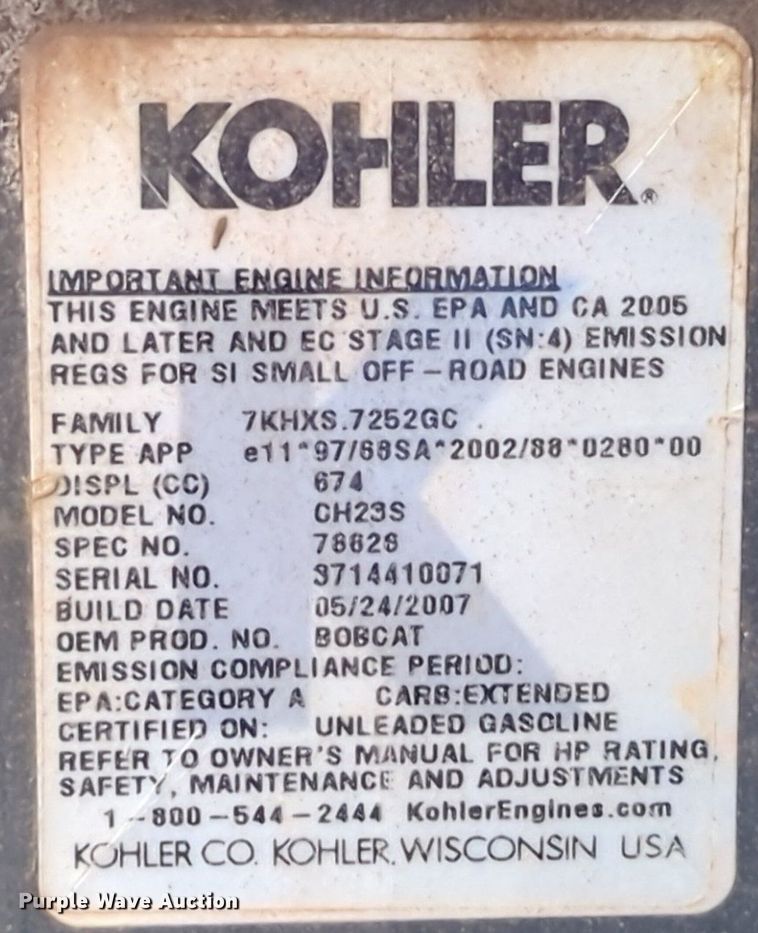 KOHLER®
IMPORTANT ENGINE INFORMATION
THIS ENGINE MEETS U.S. EPA AND CA 2005
AND LATER AND EC STAGE II (SN:4) EMISSION
REGS FOR SI SMALL OFF-ROAD ENGINES
FAMILY 7KHXS.7252GC
TYPE APP e11*97/68SA*2002/88*0280*00
DISPL (CC) 674
MODEL NO. CH23S
SPEC NO. 76628
SERIAL NO. 3714410071
BUILD DATE 05/24/2007
OEM PROD. NO. BOBCAT
EMISSION COMPLIANCE PERIOD:
EPA:CATEGORY A CARB:EXTENDED
CERTIFIED ON: UNLEADED GASOLINE
REFER TO OWNER'S MANUAL FOR HP RATING,
SAFETY, MAINTENANCE AND ADJUSTMENTS
1-800-544-2444 KohlerEngines.com
KOHLER CO. KOHLER, WISCONSIN USA
Purple Wave Auction